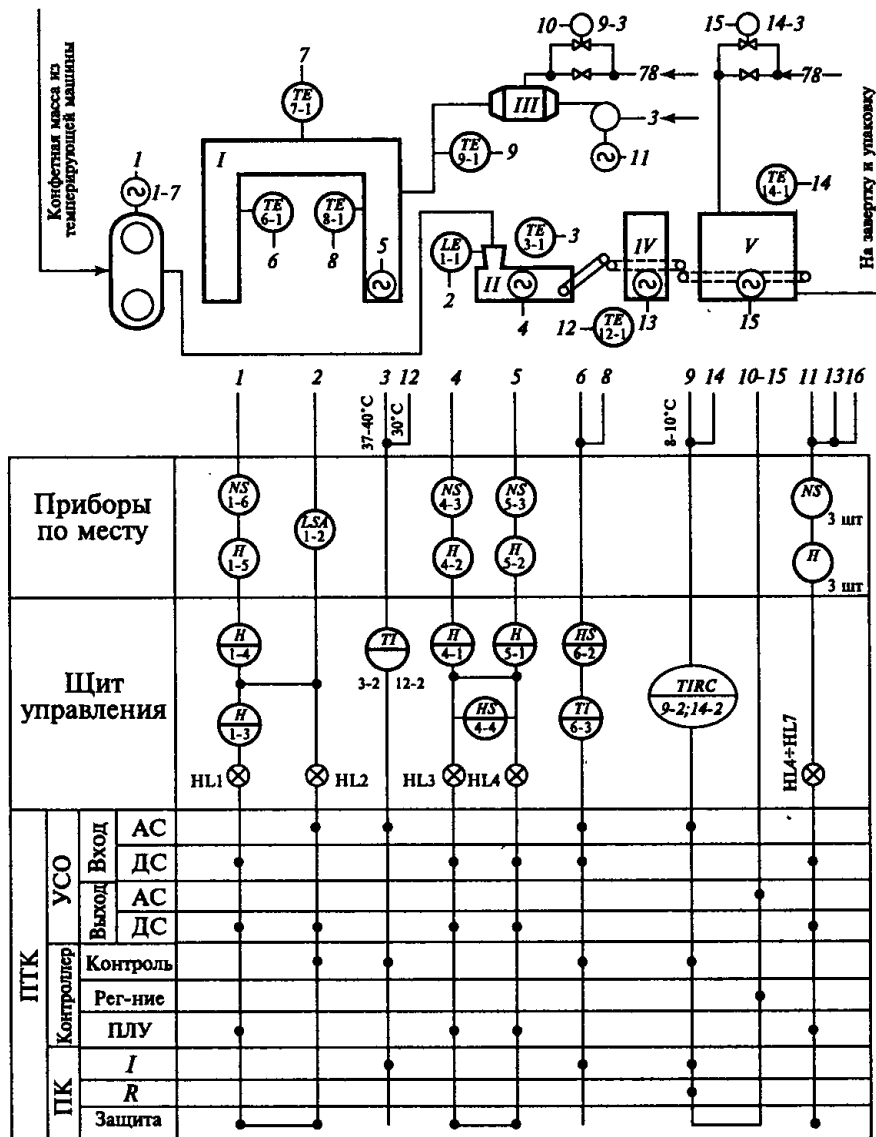 Конфетная масса из
темперирующей машины
1
1-7
7
TE
7-1
I
TE
6-1
6
TE
8-1
8
5
TE
9-1
9
III
10
9-3
78
3
11
15
14-3
78
TE
14-1
14
LE
1-1
2
TE
3-1
3
II
4
IV
12
TE
12-1
13
V
15
На завертку и упаковку
1
2
3
12
4
5
6
8
9
14
10-15
11
13
16
37-40°C
30°C
8-10°C
Приборы
по месту
NS
1-6
H
1-5
LSA
1-2
NS
4-3
H
4-2
NS
5-3
H
5-2
NS
3 шт
H
3 шт
Щит
управления
H
1-4
H
1-3
TI
3-2
12-2
H
4-1
H
5-1
HS
4-4
HS
6-2
TI
6-3
TIRC
9-2;14-2
HL1
HL2
HL3
HL4
HL4÷HL7
ПТК
УСО
Вход
АС
ДС
Выход
АС
ДС
Контроллер
Контроль
Рег-ние
ПЛУ
ПК
I
R
Защита